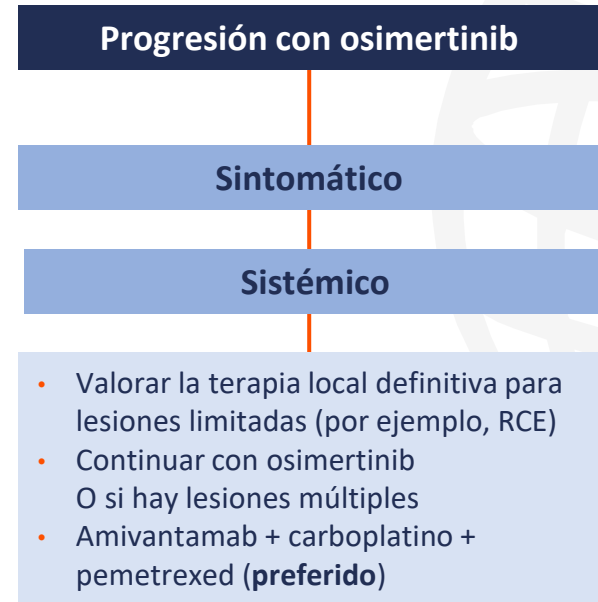 Progresión con osimertinib
Sintomático
Sistémico
• Valorar la terapia local definitiva para
lesiones limitadas (por ejemplo, RCE)
• Continuar con osimertinib
O si hay lesiones múltiples
• Amivantamab + carboplatino +
pemetrexed (preferido)